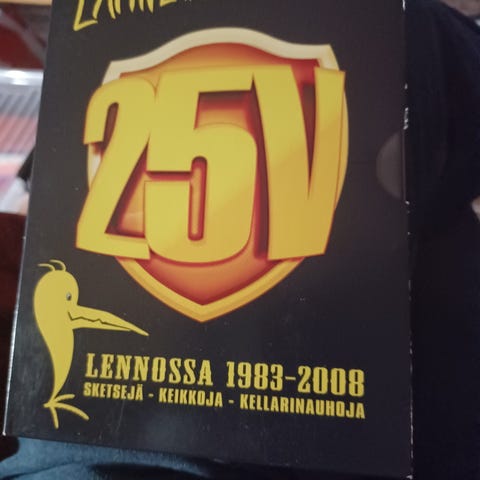 25V
LENNOSSA 1983-2008
SKETSEJÄ - KEIKKOJA - KELLARINAUHOJA